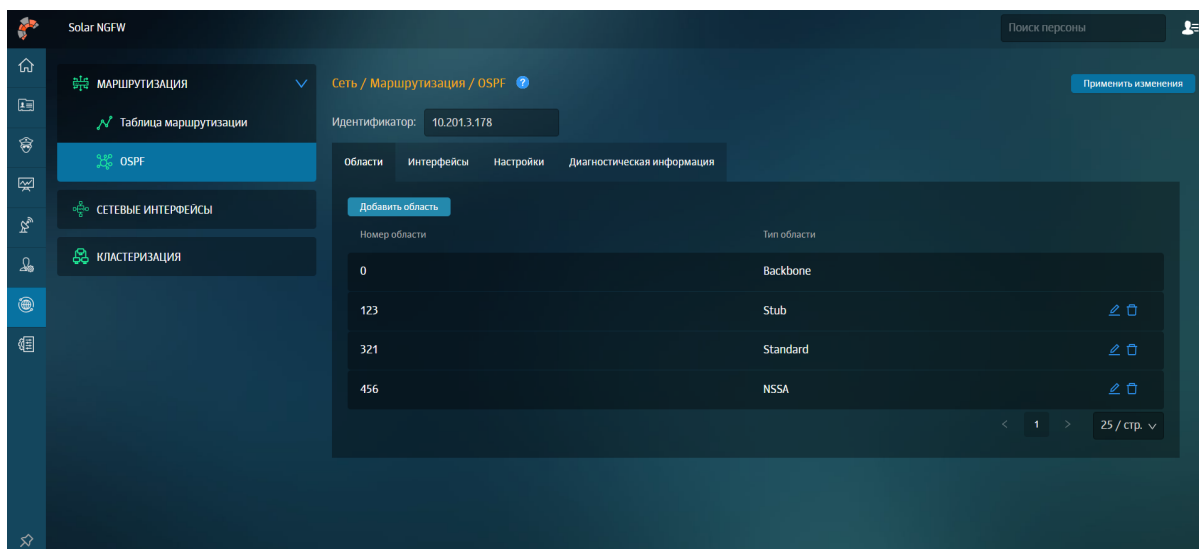 Solar NGFW
Поиск персоны
МАРШРУТИЗАЦИЯ
Таблица маршрутизации
OSPF
СЕТЕВЫЕ ИНТЕРФЕЙСЫ
КЛАСТЕРИЗАЦИЯ
Сеть / Маршрутизация / OSPF ?
Применить изменения
Идентификатор: 10.201.3.178
Области Интерфейсы Настройки Диагностическая информация
Добавить область
Номер области Тип области
0 Backbone
123 Stub
321 Standard
456 NSSA
< 1 > 25 / стр.